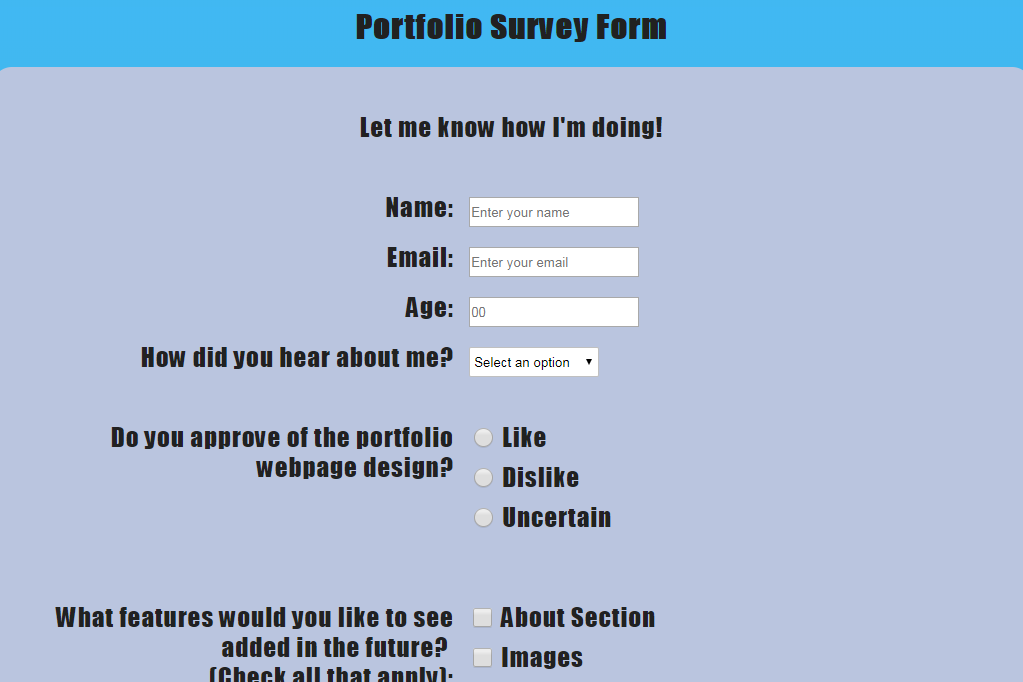 Portfolio Survey Form
Let me know how I'm doing!
Name: Enter your name
Email: Enter your email
Age: 00
How did you hear about me? Select an option
Do you approve of the portfolio
webpage design?
Like
Dislike
Uncertain
What features would you like to see
added in the future?
(Check all that apply):
About Section
Images